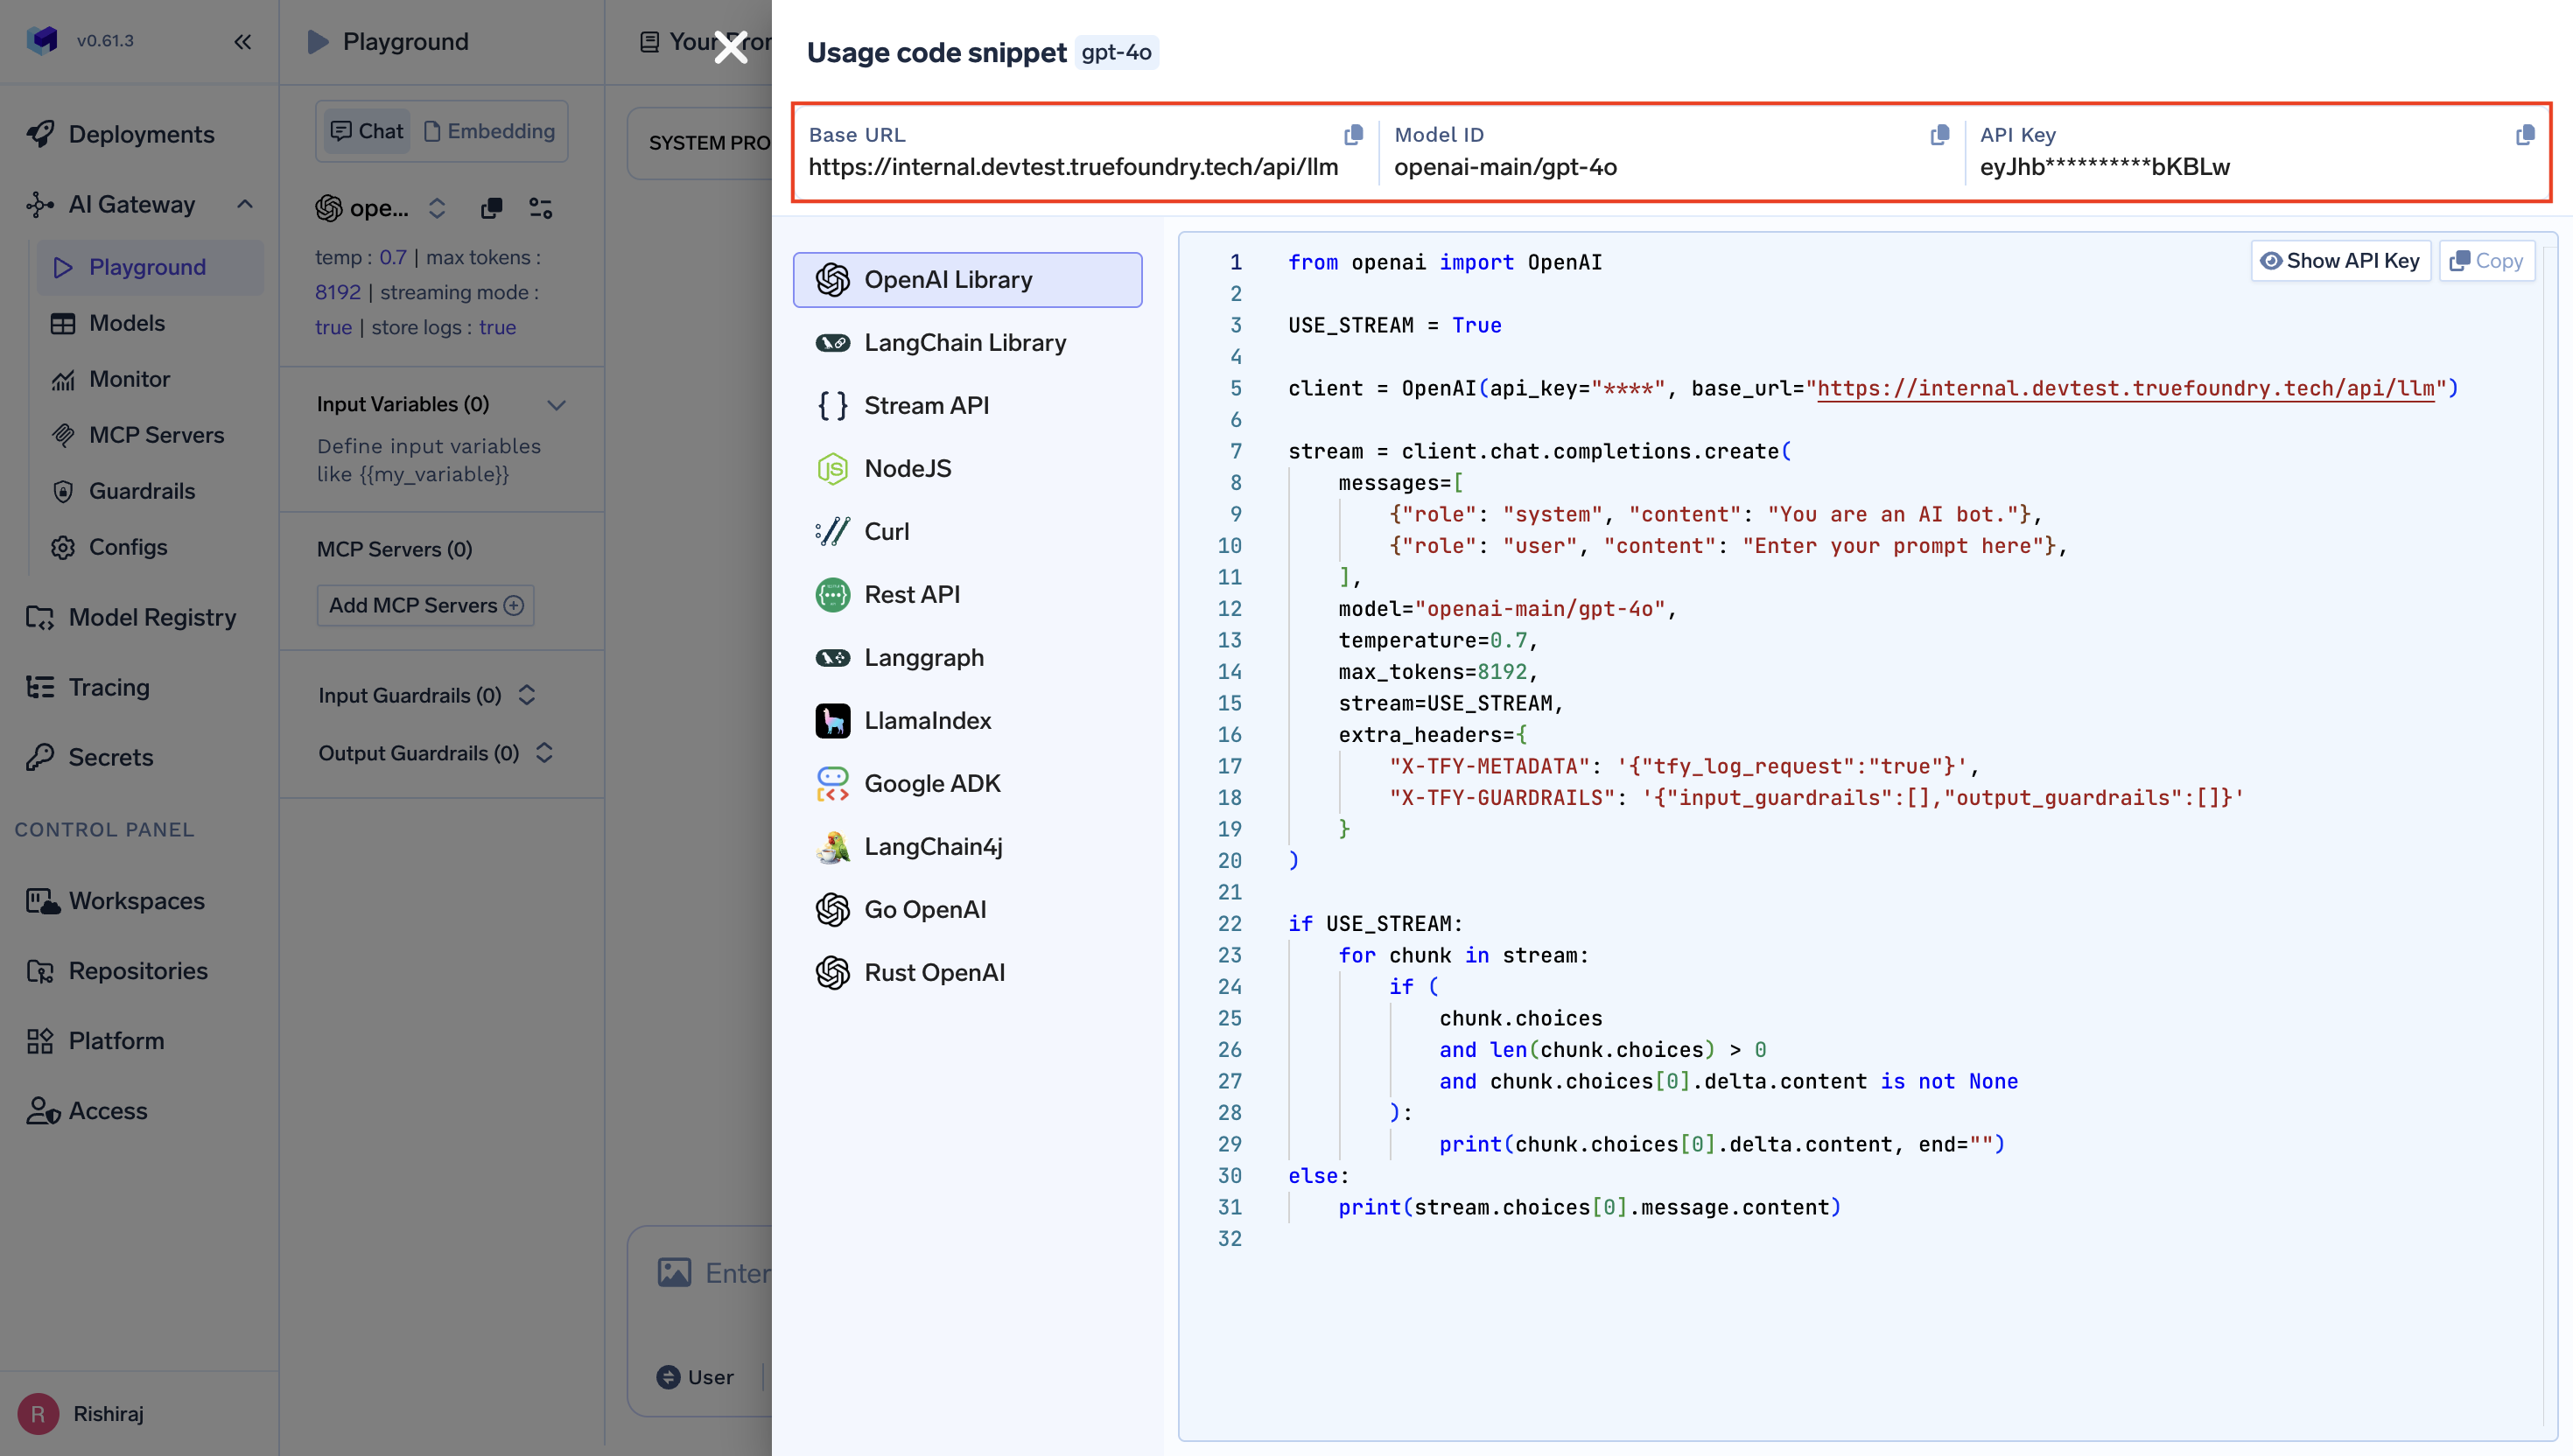 v0.61.3
Deployments
AI Gateway
Playground
Models
Monitor
MCP Servers
Guardrails
Configs
Model Registry
Tracing
Secrets
CONTROL PANEL
Workspaces
Repositories
Platform
Access
R Rishiraj
Playground
Chat Embedding
ope...
temp : 0.7 | max tokens :
8192 | streaming mode :
true | store logs : true
Input Variables (0)
Define input variables
like {{my_variable}}
MCP Servers (0)
Add MCP Servers
Input Guardrails (0)
Output Guardrails (0)
Your
SYSTEM PRO
Enter
User
Usage code snippet gpt-4o
Base URL
https://internal.devtest.truefoundry.tech/api/llm
Model ID
openai-main/gpt-4o
API Key
eyJhb**********bKBLw
OpenAI Library
LangChain Library
Stream API
NodeJS
Curl
Rest API
Langgraph
LlamaIndex
Google ADK
LangChain4j
Go OpenAI
Rust OpenAI
Show API Key Copy
1 from openai import OpenAI
2
3 USE_STREAM = True
4
5 client = OpenAI(api_key="****", base_url="https://internal.devtest.truefoundry.tech/api/llm")
6
7 stream = client.chat.completions.create(
8     messages=[
9         {"role": "system", "content": "You are an AI bot."},
10         {"role": "user", "content": "Enter your prompt here"},
11     ],
12     model="openai-main/gpt-4o",
13     temperature=0.7,
14     max_tokens=8192,
15     stream=USE_STREAM,
16     extra_headers={
17         "X-TFY-METADATA": '{"tfy_log_request":"true"}',
18         "X-TFY-GUARDRAILS": '{"input_guardrails":[],"output_guardrails":[]}'
19     }
20 )
21
22 if USE_STREAM:
23     for chunk in stream:
24         if (
25             chunk.choices
26             and len(chunk.choices) > 0
27             and chunk.choices[0].delta.content is not None
28         ):
29             print(chunk.choices[0].delta.content, end="")
30 else:
31     print(stream.choices[0].message.content)
32